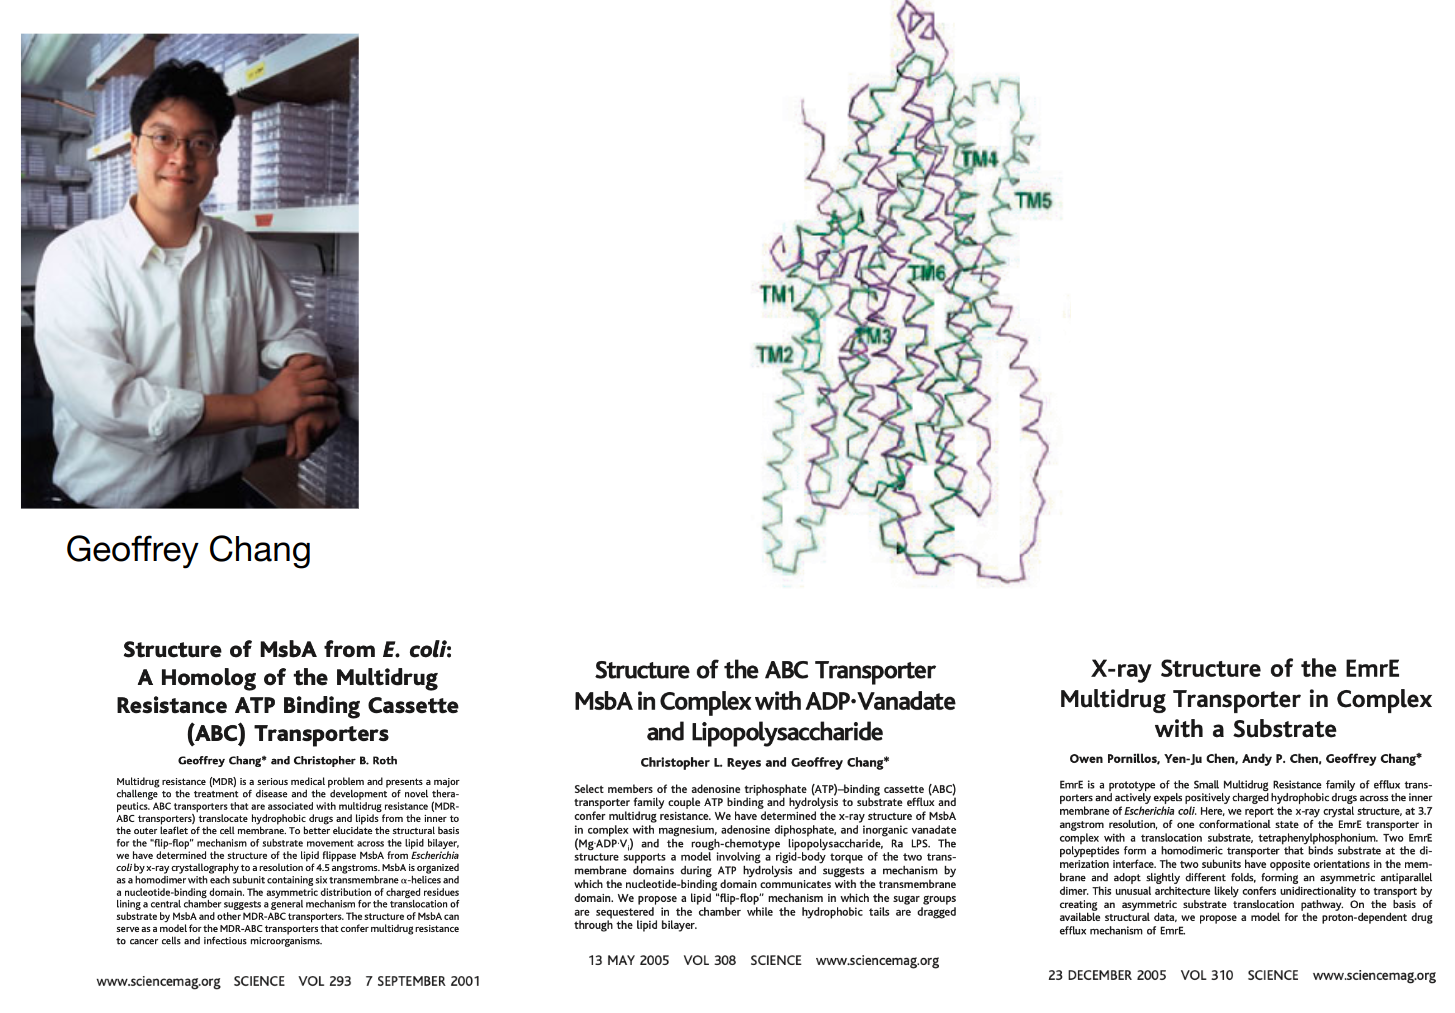 TM4
TM5
TM6
TM1
TM3
TM2
Geoffrey Chang
Structure of MsbA from E. coli:
A Homolog of the Multidrug
Resistance ATP Binding Cassette
(ABC) Transporters
Geoffrey Chang* and Christopher B. Roth
Multidrug resistance (MDR) is a serious medical problem and presents a major
challenge to the treatment of disease and the development of novel thera-
peutics. ABC transporters that are associated with multidrug resistance (MDR-
ABC transporters) translocate hydrophobic drugs and lipids from the inner to
the outer leaflet of the cell membrane. To better elucidate the structural basis
for the “flip-flop” mechanism of substrate movement across the lipid bilayer,
we have determined the structure of the lipid flippase MsbA from Escherichia
coli by x-ray crystallography to a resolution of 4.5 angstroms. MsbA is organized
as a homodimer with each subunit containing six transmembrane α-helices and
a nucleotide-binding domain. The asymmetric distribution of charged residues
lining a central chamber suggests a general mechanism for the translocation of
substrate by MsbA and other MDR-ABC transporters. The structure of MsbA can
serve as a model for the MDR-ABC transporters that confer multidrug resistance
to cancer cells and infectious microorganisms.
www.sciencemag.org SCIENCE VOL 293 7 SEPTEMBER 2001
Structure of the ABC Transporter
MsbA in Complex with ADP·Vanadate
and Lipopolysaccharide
Christopher L. Reyes and Geoffrey Chang*
Select members of the adenosine triphosphate (ATP)–binding cassette (ABC)
transporter family couple ATP binding and hydrolysis to substrate efflux and
confer multidrug resistance. We have determined the x-ray structure of MsbA
in complex with magnesium, adenosine diphosphate, and inorganic vanadate
(Mg·ADP·Vi) and the rough-chemotype lipopolysaccharide, Ra LPS. The
structure supports a model involving a rigid-body torque of the two trans-
membrane domains during ATP hydrolysis and suggests a mechanism by
which the nucleotide-binding domain communicates with the transmembrane
domain. We propose a lipid “flip-flop” mechanism in which the sugar groups
are sequestered in the chamber while the hydrophobic tails are dragged
through the lipid bilayer.
13 MAY 2005 VOL 308 SCIENCE www.sciencemag.org
X-ray Structure of the EmrE
Multidrug Transporter in Complex
with a Substrate
Owen Pornillos, Yen-Ju Chen, Andy P. Chen, Geoffrey Chang*
EmrE is a prototype of the Small Multidrug Resistance family of efflux trans-
porters and actively expels positively charged hydrophobic drugs across the inner
membrane of Escherichia coli. Here, we report the x-ray crystal structure, at 3.7
angstrom resolution, of one conformational state of the EmrE transporter in
complex with a translocation substrate, tetraphenylphosphonium. Two EmrE
polypeptides form a homodimeric transporter that binds substrate at the di-
merization interface. The two subunits have opposite orientations in the mem-
brane and adopt slightly different folds, forming an asymmetric antiparallel
dimer. This unusual architecture likely confers unidirectionality to transport by
creating an asymmetric substrate translocation pathway. On the basis of
available structural data, we propose a model for the proton-dependent drug
efflux mechanism of EmrE.
23 DECEMBER 2005 VOL 310 SCIENCE www.sciencemag.org